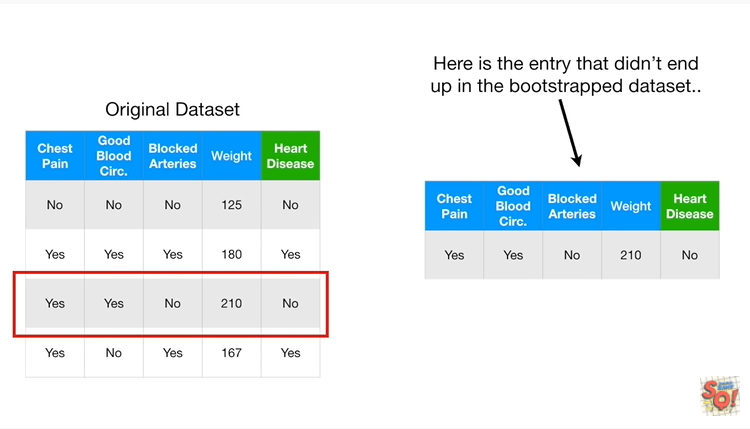 Here is the entry that didn't end
up in the bootstrapped dataset..
Original Dataset
Chest Pain Good Blood Circ. Blocked Arteries Weight Heart Disease
No No No 125 No
Yes Yes Yes 180 Yes
Yes Yes No 210 No
Yes No Yes 167 Yes
Chest Pain Good Blood Circ. Blocked Arteries Weight Heart Disease
Yes Yes No 210 No
SQ!